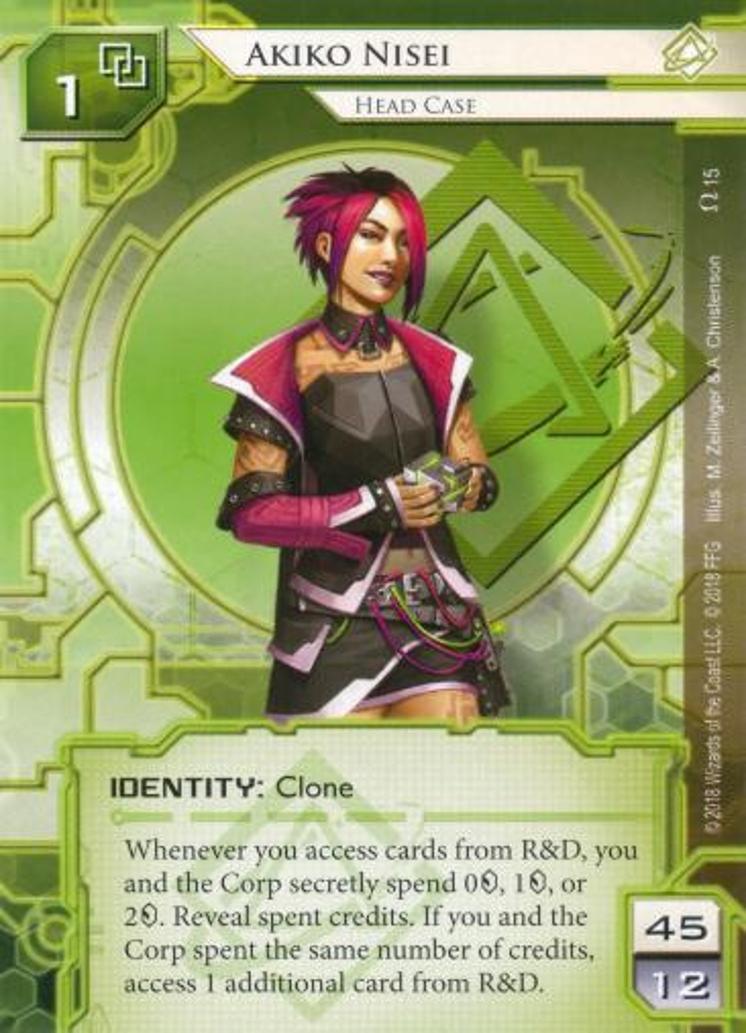 1
AKIKO NISEI
HEAD CASE
Ω 15
Illus. M. Zeilinger & A. Christenson
© 2018 Wizards of the Coast LLC. © 2018 FFG
IDENTITY: Clone
Whenever you access cards from R&D, you
and the Corp secretly spend 0, 1, or
2. Reveal spent credits. If you and the
Corp spent the same number of credits,
access 1 additional card from R&D.
45
12